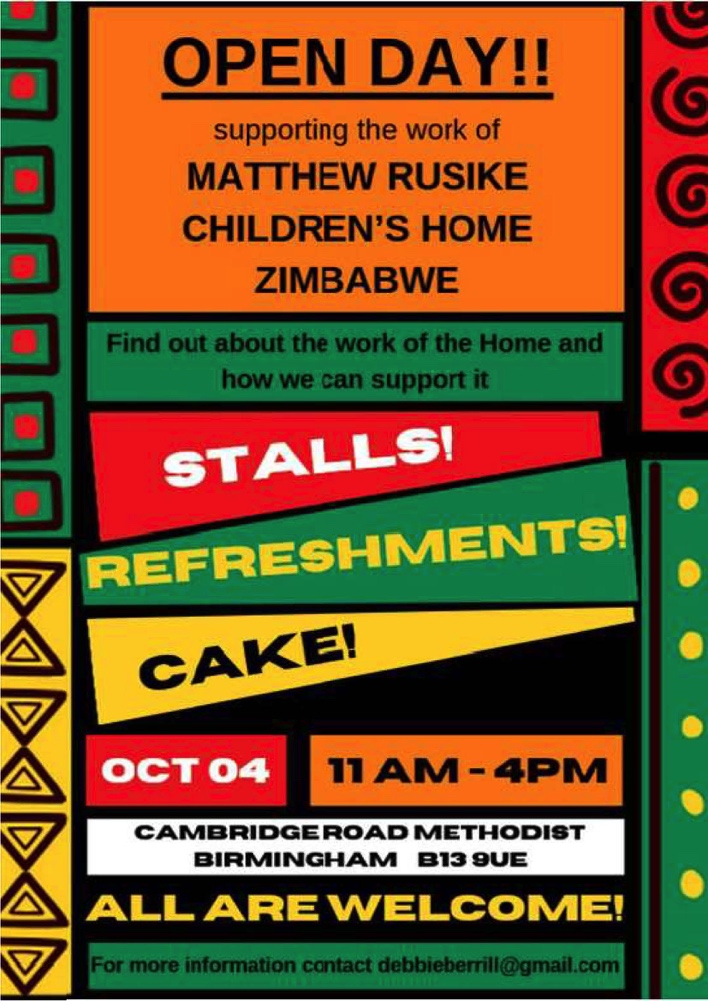 OPEN DAY!!
supporting the work of
MATTHEW RUSIKE
CHILDREN'S HOME
ZIMBABWE
Find out about the work of the Home and
how we can support it
STALLS!
REFRESHMENTS!
CAKE!
OCT 04
11 AM - 4PM
CAMBRIDGE ROAD METHODIST
BIRMINGHAM B13 9UE
ALL ARE WELCOME!
For more information contact debbieberrill@gmail.com